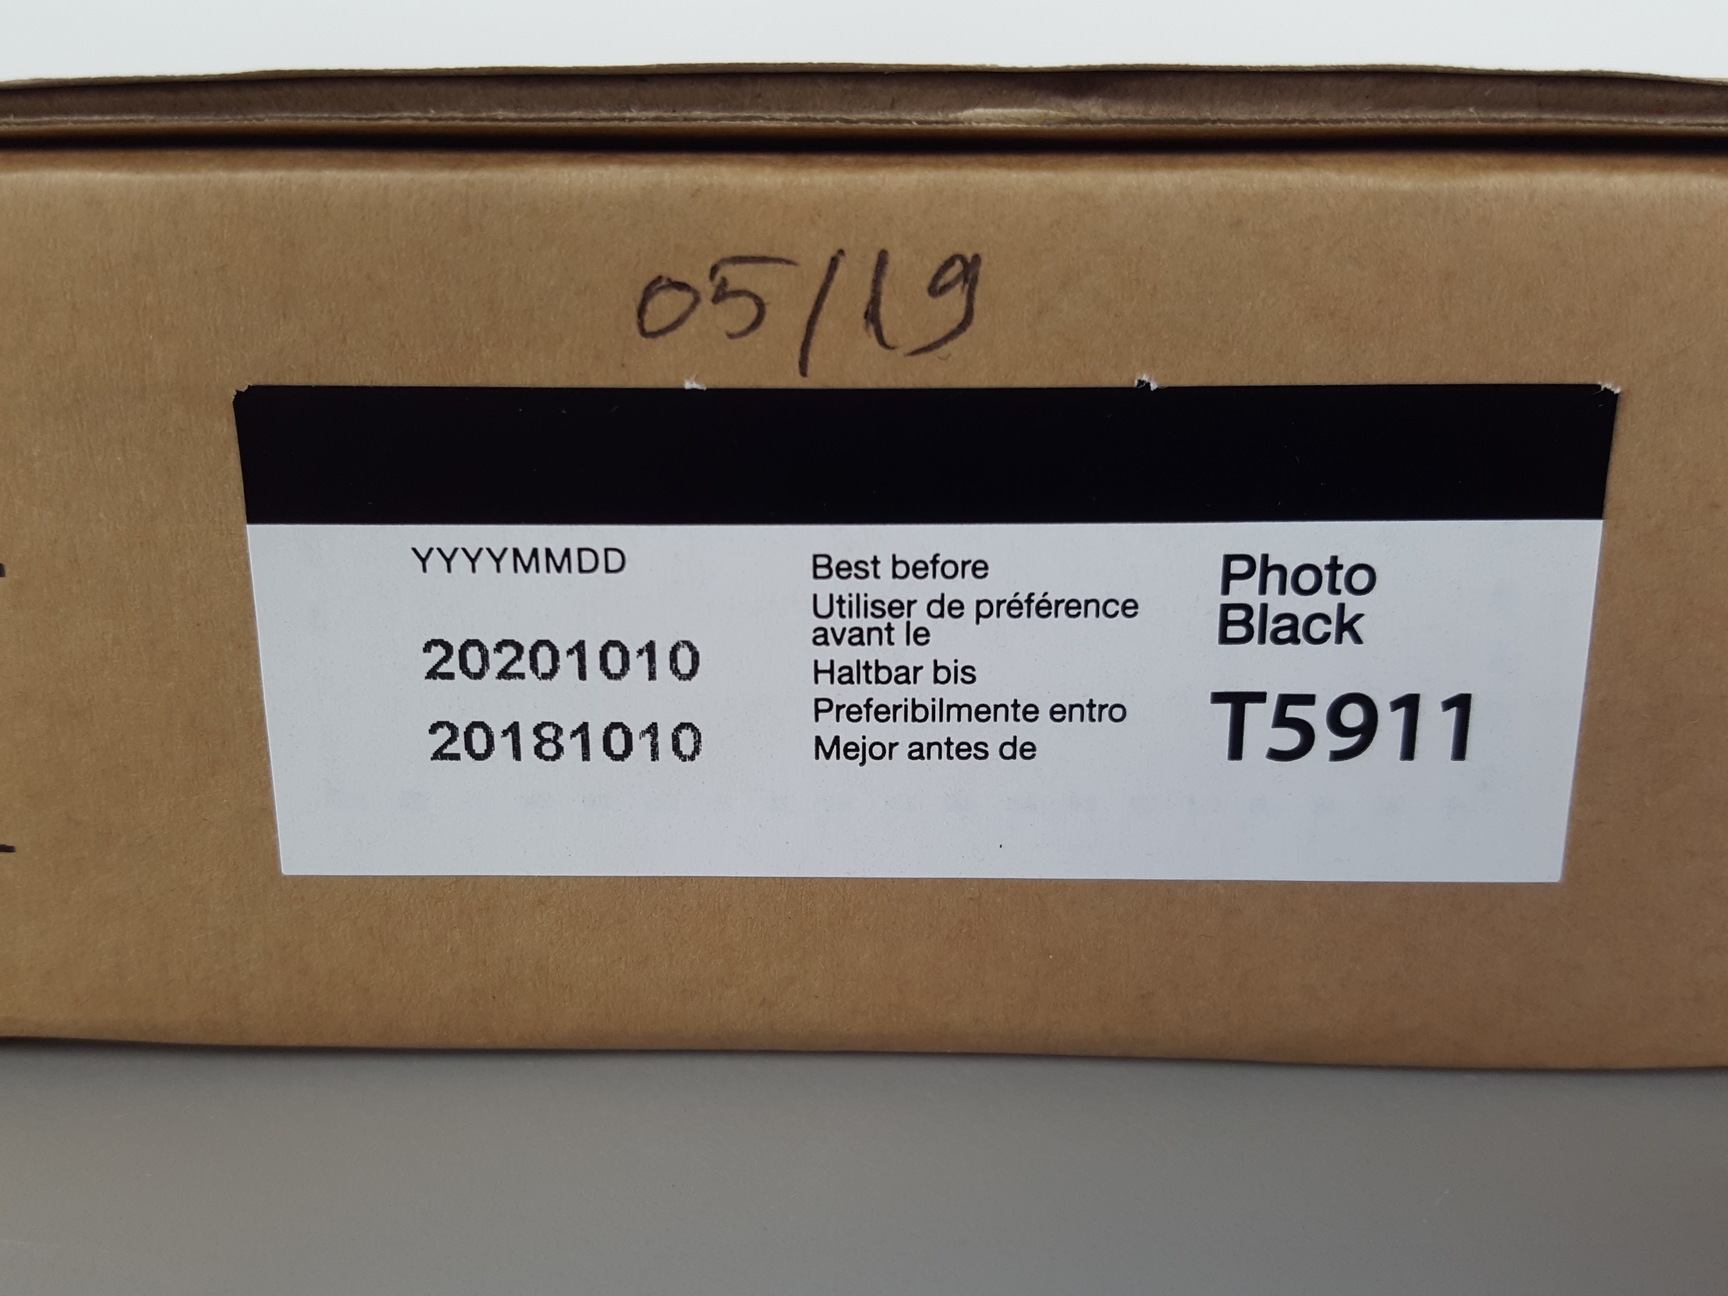 05/19
YYYYMMDD
20201010
20181010
Best before
Utiliser de préférence
avant le
Haltbar bis
Preferibilmente entro
Mejor antes de
Photo
Black
T5911